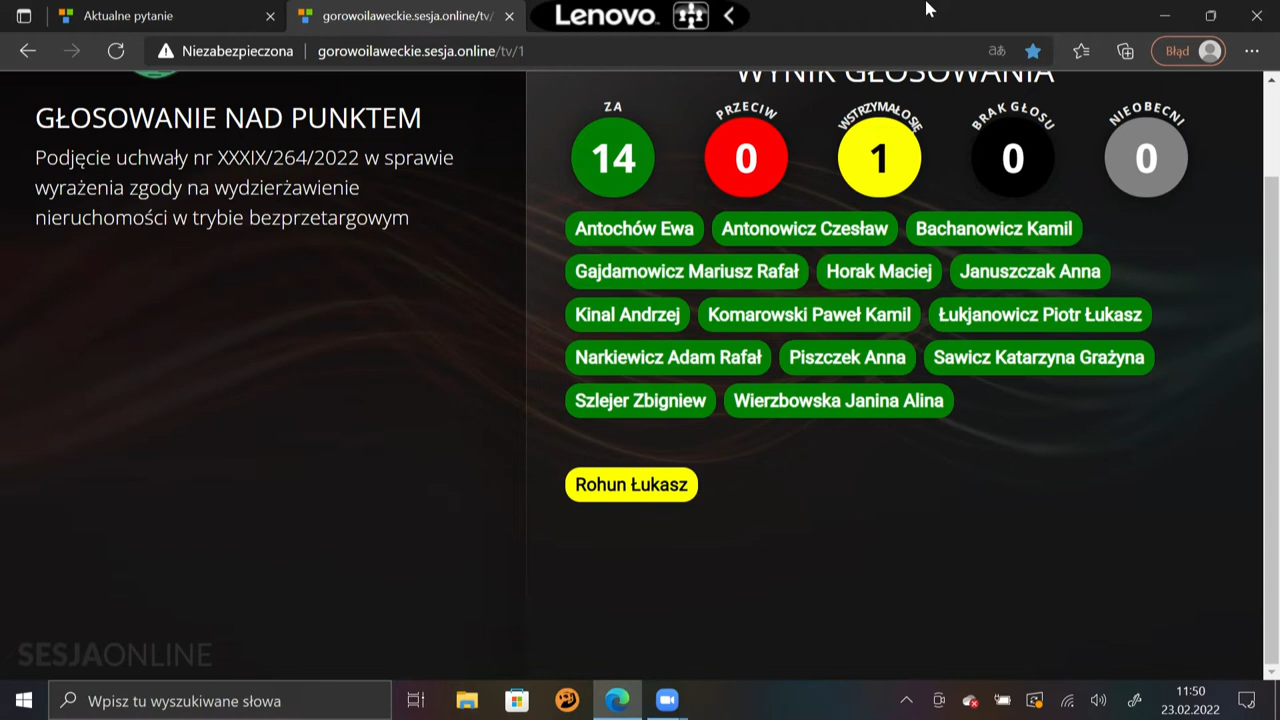 Aktualne pytanie
gorowoilaweckie.sesja.online/tv/
Lenovo
Niezabezpieczona
gorowoilaweckie.sesja.online/tv/1
Błąd
GŁOSOWANIE NAD PUNKTEM
Podjęcie uchwały nr XXXIX/264/2022 w sprawie
wyrażenia zgody na wydzierżawienie
nieruchomości w trybie bezprzetargowym
WYNIK GŁOSOWANIA
ZA PRZECIW WSTRZYMAŁO SIĘ BRAK GŁOSU NIEOBECNI
14 0 1 0 0
Antochów Ewa Antonowicz Czesław Bachanowicz Kamil
Gajdamowicz Mariusz Rafał Horak Maciej Januszczak Anna
Kinal Andrzej Komarowski Paweł Kamil Łukjanowicz Piotr Łukasz
Narkiewicz Adam Rafał Piszczek Anna Sawicz Katarzyna Grażyna
Szlejer Zbigniew Wierzbowska Janina Alina
Rohun Łukasz
SESJAONLINE
Wpisz tu wyszukiwane słowa
11:50
23.02.2022